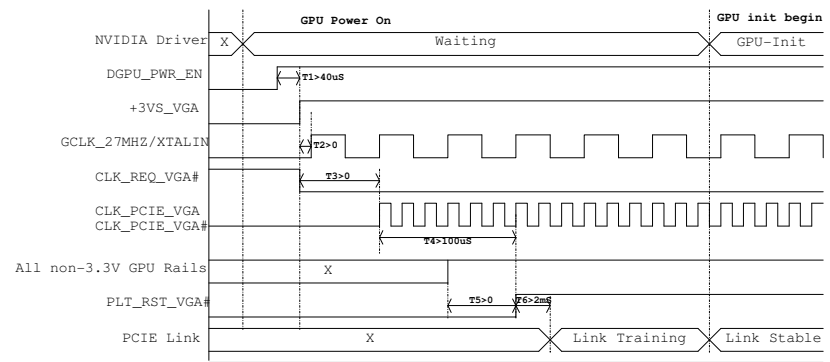 GPU Power On
GPU init begin
NVIDIA Driver X Waiting GPU-Init
DGPU_PWR_EN T1>40uS
+3VS_VGA
GCLK_27MHZ/XTALIN T2>0
CLK_REQ_VGA# T3>0
CLK_PCIE_VGA
CLK_PCIE_VGA#
T4>100uS
All non-3.3V GPU Rails X
PLT_RST_VGA# T5>0 T6>2mS
PCIE Link X Link Training Link Stable